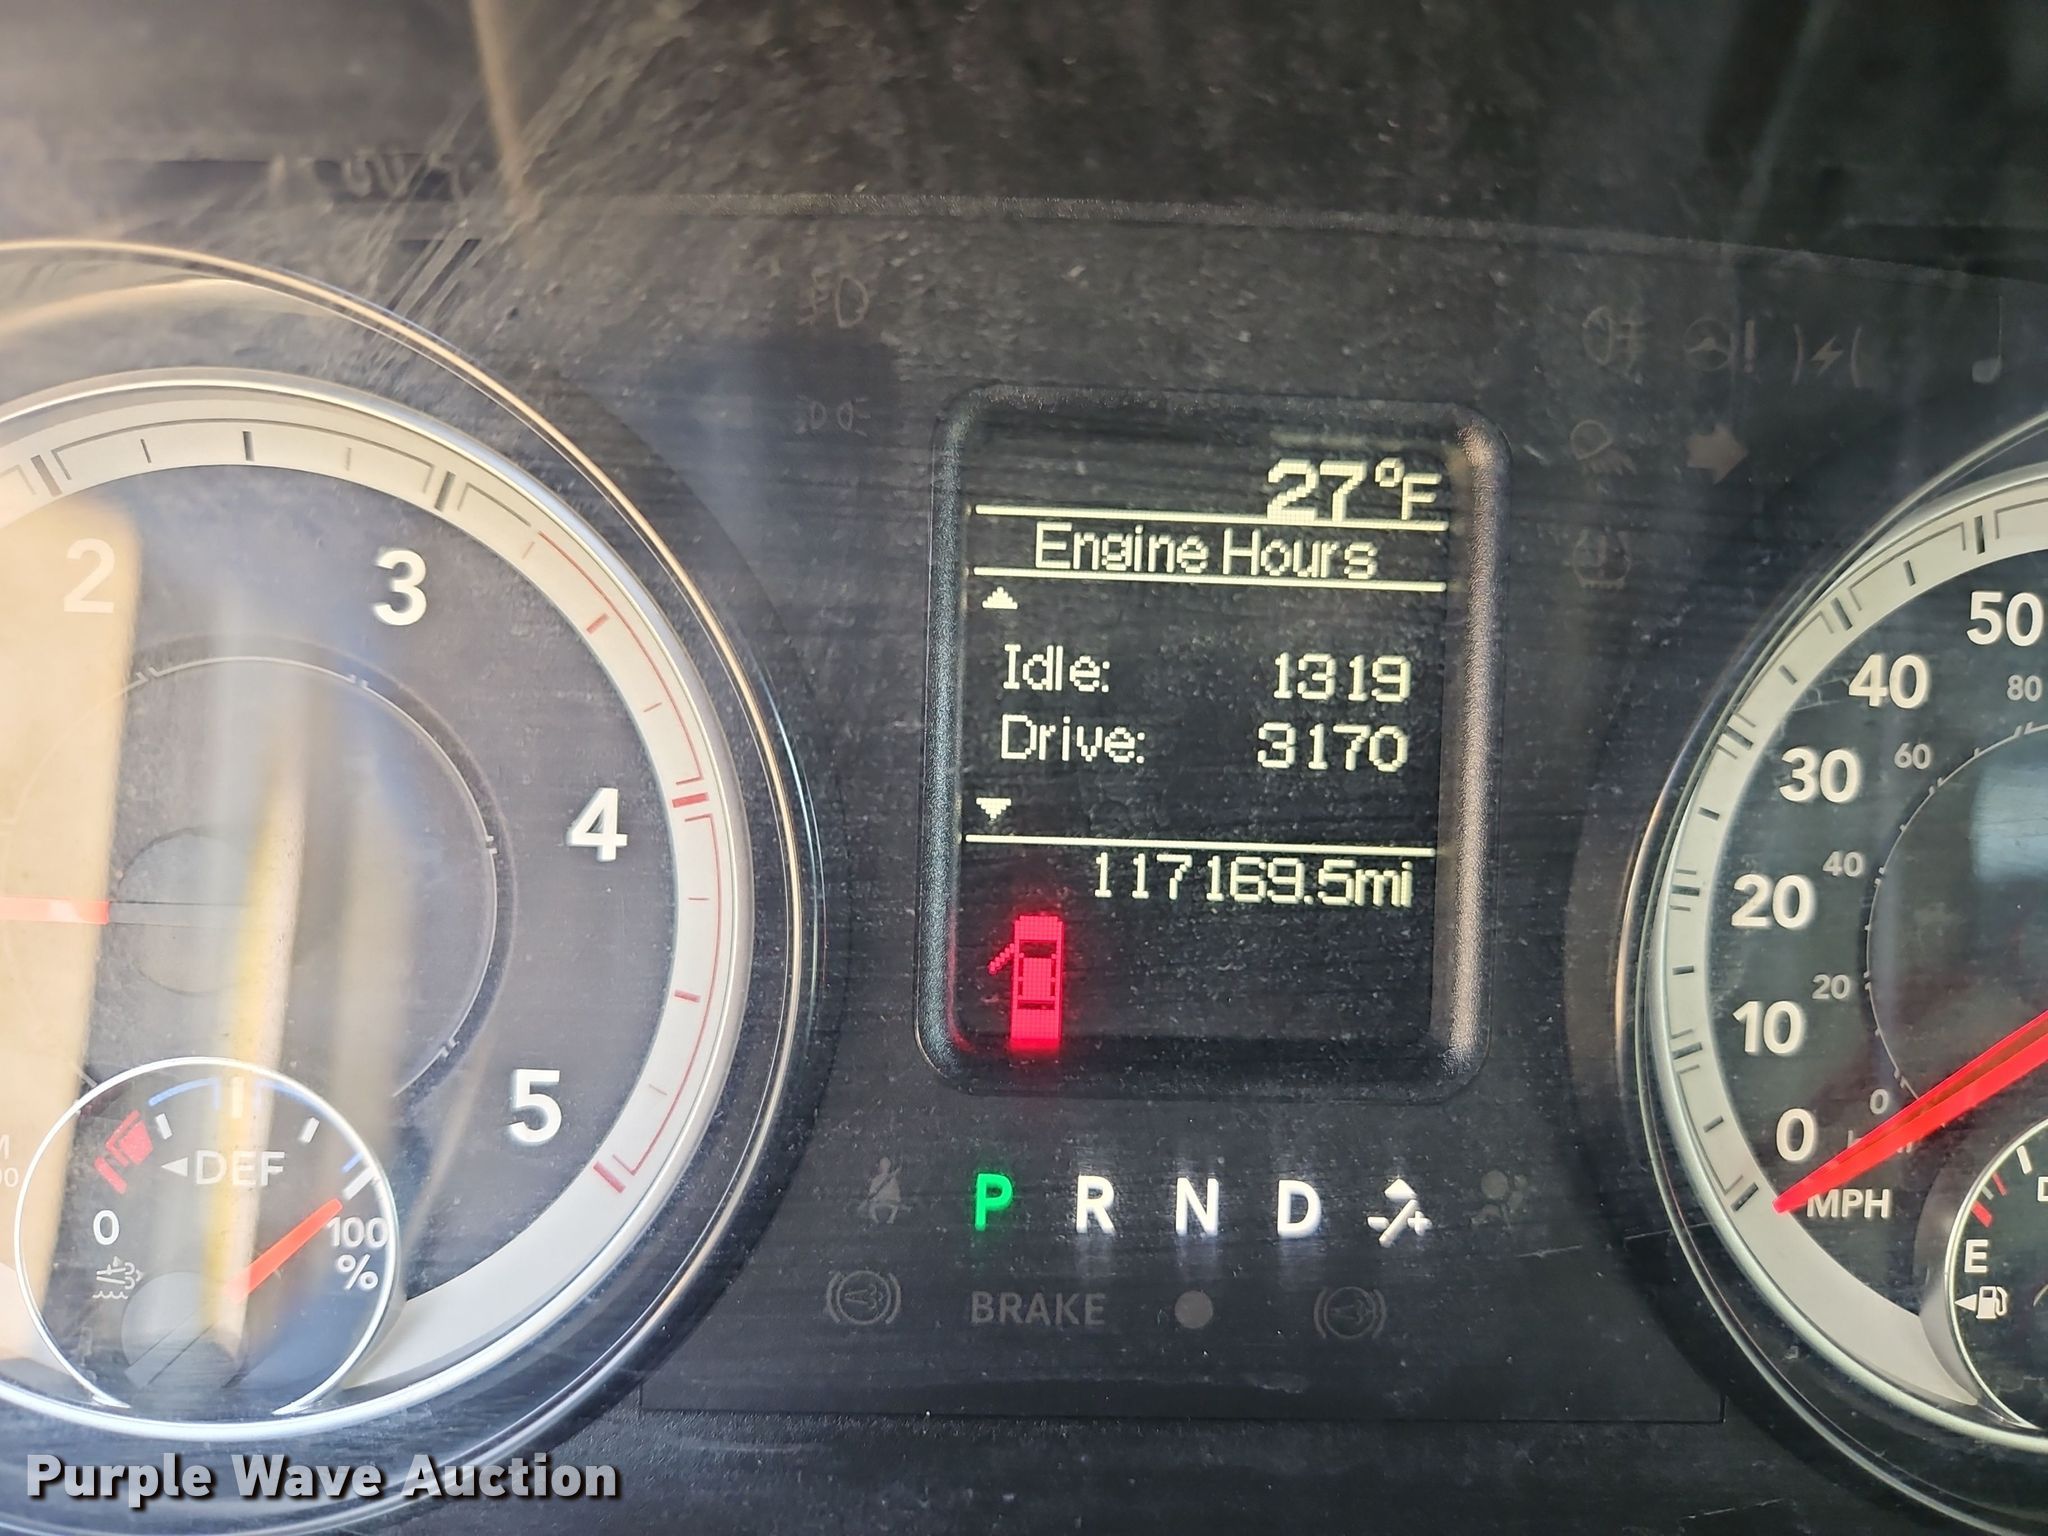 27°F
Engine Hours
Idle: 1319
Drive: 3170
117169.5mi
2
3
4
5
DEF
0
100
%
P R N D - +
BRAKE
50
40
30
20
10
0
MPH
80
60
40
20
0
E
Purple Wave Auction